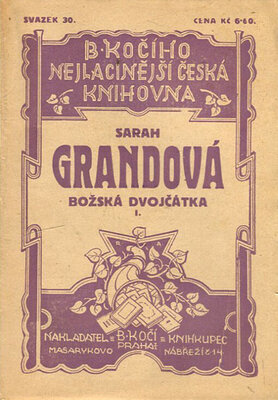 SVAZEK 30. CENA KČ 6·60.
B·KOČÍHO
NEJLACINĚJŠÍ ČESKÁ
KNIHOVNA
SARAH
GRANDOVÁ
BOŽSKÁ DVOJČÁTKA
I.
NAKLADATEL = B·KOČÍ = KNIHKUPEC
MASARYKOVO PRAHA I NÁBŘEŽÍ Č 14